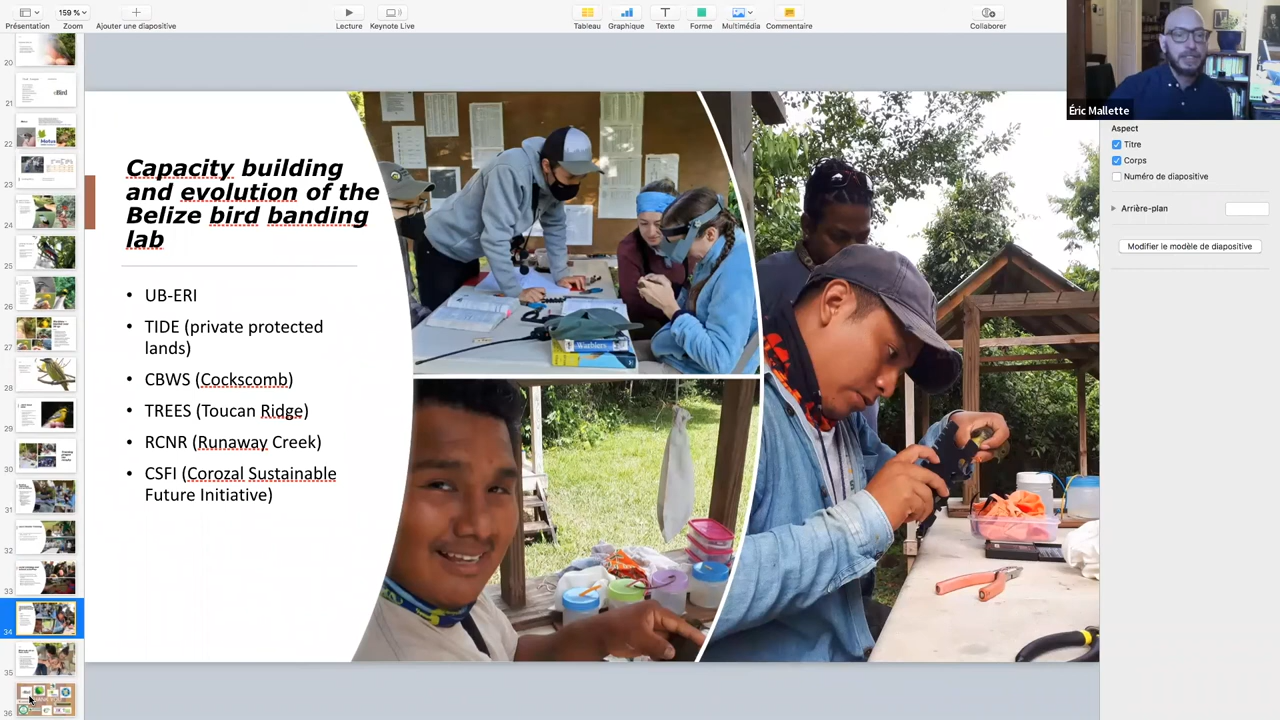 159 %
Présentation
Zoom
Ajouter une diapositive
Lecture
Keynote Live
Tableau
Graphique
Texte
Forme
Multimédia
Commentaire
Collaborer
Éric Mallette
Aspect
Titre
Corps
Numéro de diapositive
Arrière-plan
Modifier le modèle de diapositive
20
21
22
23
24
25
26
27
28
29
30
31
32
33
34
35
36
Capacity building
and evolution of the
Belize bird banding
lab
• UB-ERI
• TIDE (private protected
lands)
• CBWS (Cockscomb)
• TREES (Toucan Ridge)
• RCNR (Runaway Creek)
• CSFI (Corozal Sustainable
Future Initiative)
Warblers